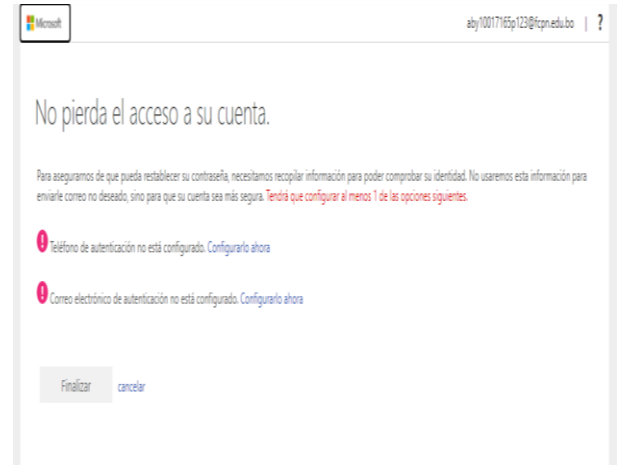 Microsoft
aby10017165p123@fcpn.edu.bo | ?
No pierda el acceso a su cuenta.
Para asegurarnos de que pueda restablecer su contraseña, necesitamos recopilar información para poder comprobar su identidad. No usaremos esta información para
enviarle correo no deseado, sino para que su cuenta sea más segura. Tendrá que configurar al menos 1 de las opciones siguientes.
! Teléfono de autenticación no está configurado. Configurarlo ahora
! Correo electrónico de autenticación no está configurado. Configurarlo ahora
Finalizar cancelar